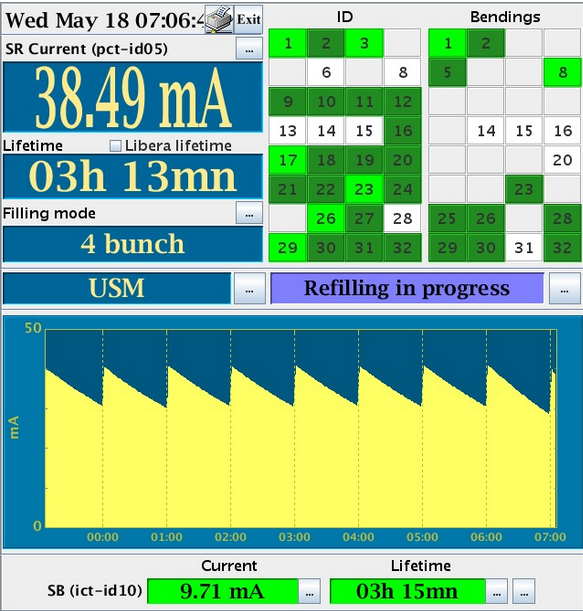 Wed May 18 07:06:4
Exit
ID
Bendings
SR Current (pct-id05)
...
38.49 mA
Lifetime
Libera lifetime
03h 13mn
Filling mode
...
4 bunch
1 2 3
6 8
9 10 11 12
13 14 15 16
17 18 19 20
21 22 23 24
26 27 28
29 30 31 32
1 2
5 8
14 15 16
20
23
25 26 28
29 30 31 32
USM
...
Refilling in progress
...
50
mA
0
00:00 01:00 02:00 03:00 04:00 05:00 06:00 07:00
Current
Lifetime
SB (ict-id10) 9.71 mA ... 03h 15mn ... ...